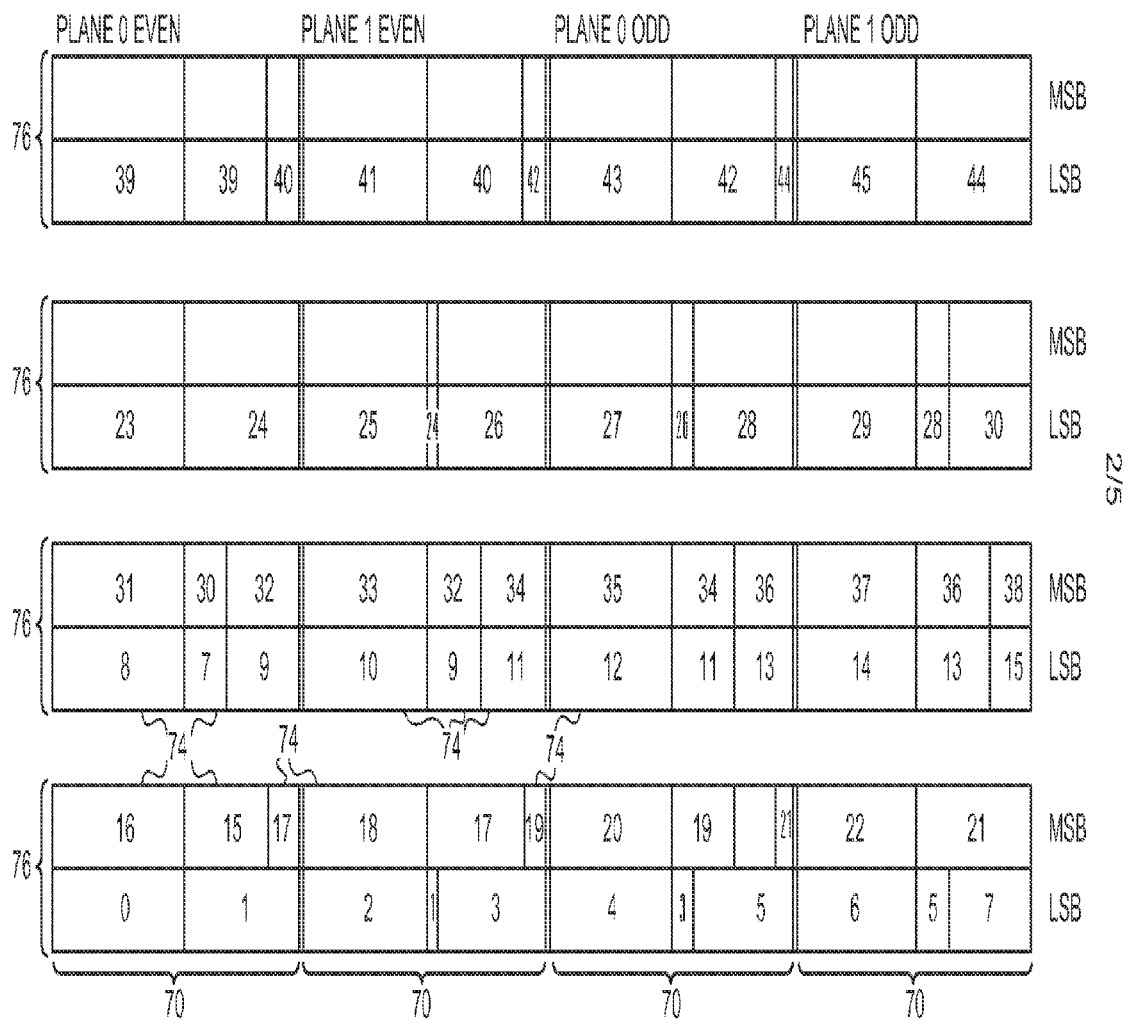 PLANE 0 EVEN PLANE 1 EVEN PLANE 0 ODD PLANE 1 ODD
MSB
76
39 39 40 41 40 42 43 42 44 45 44 LSB
MSB
76
23 24 25 24 26 27 26 28 29 28 30 LSB
2/5
31 30 32 33 32 34 35 34 36 37 36 38 MSB
76
8 7 9 10 9 11 12 11 13 14 13 15 LSB
74 74 74 74
16 15 17 18 17 19 20 19 21 22 21 MSB
76
0 1 2 1 3 4 3 5 6 5 7 LSB
70 70 70 70